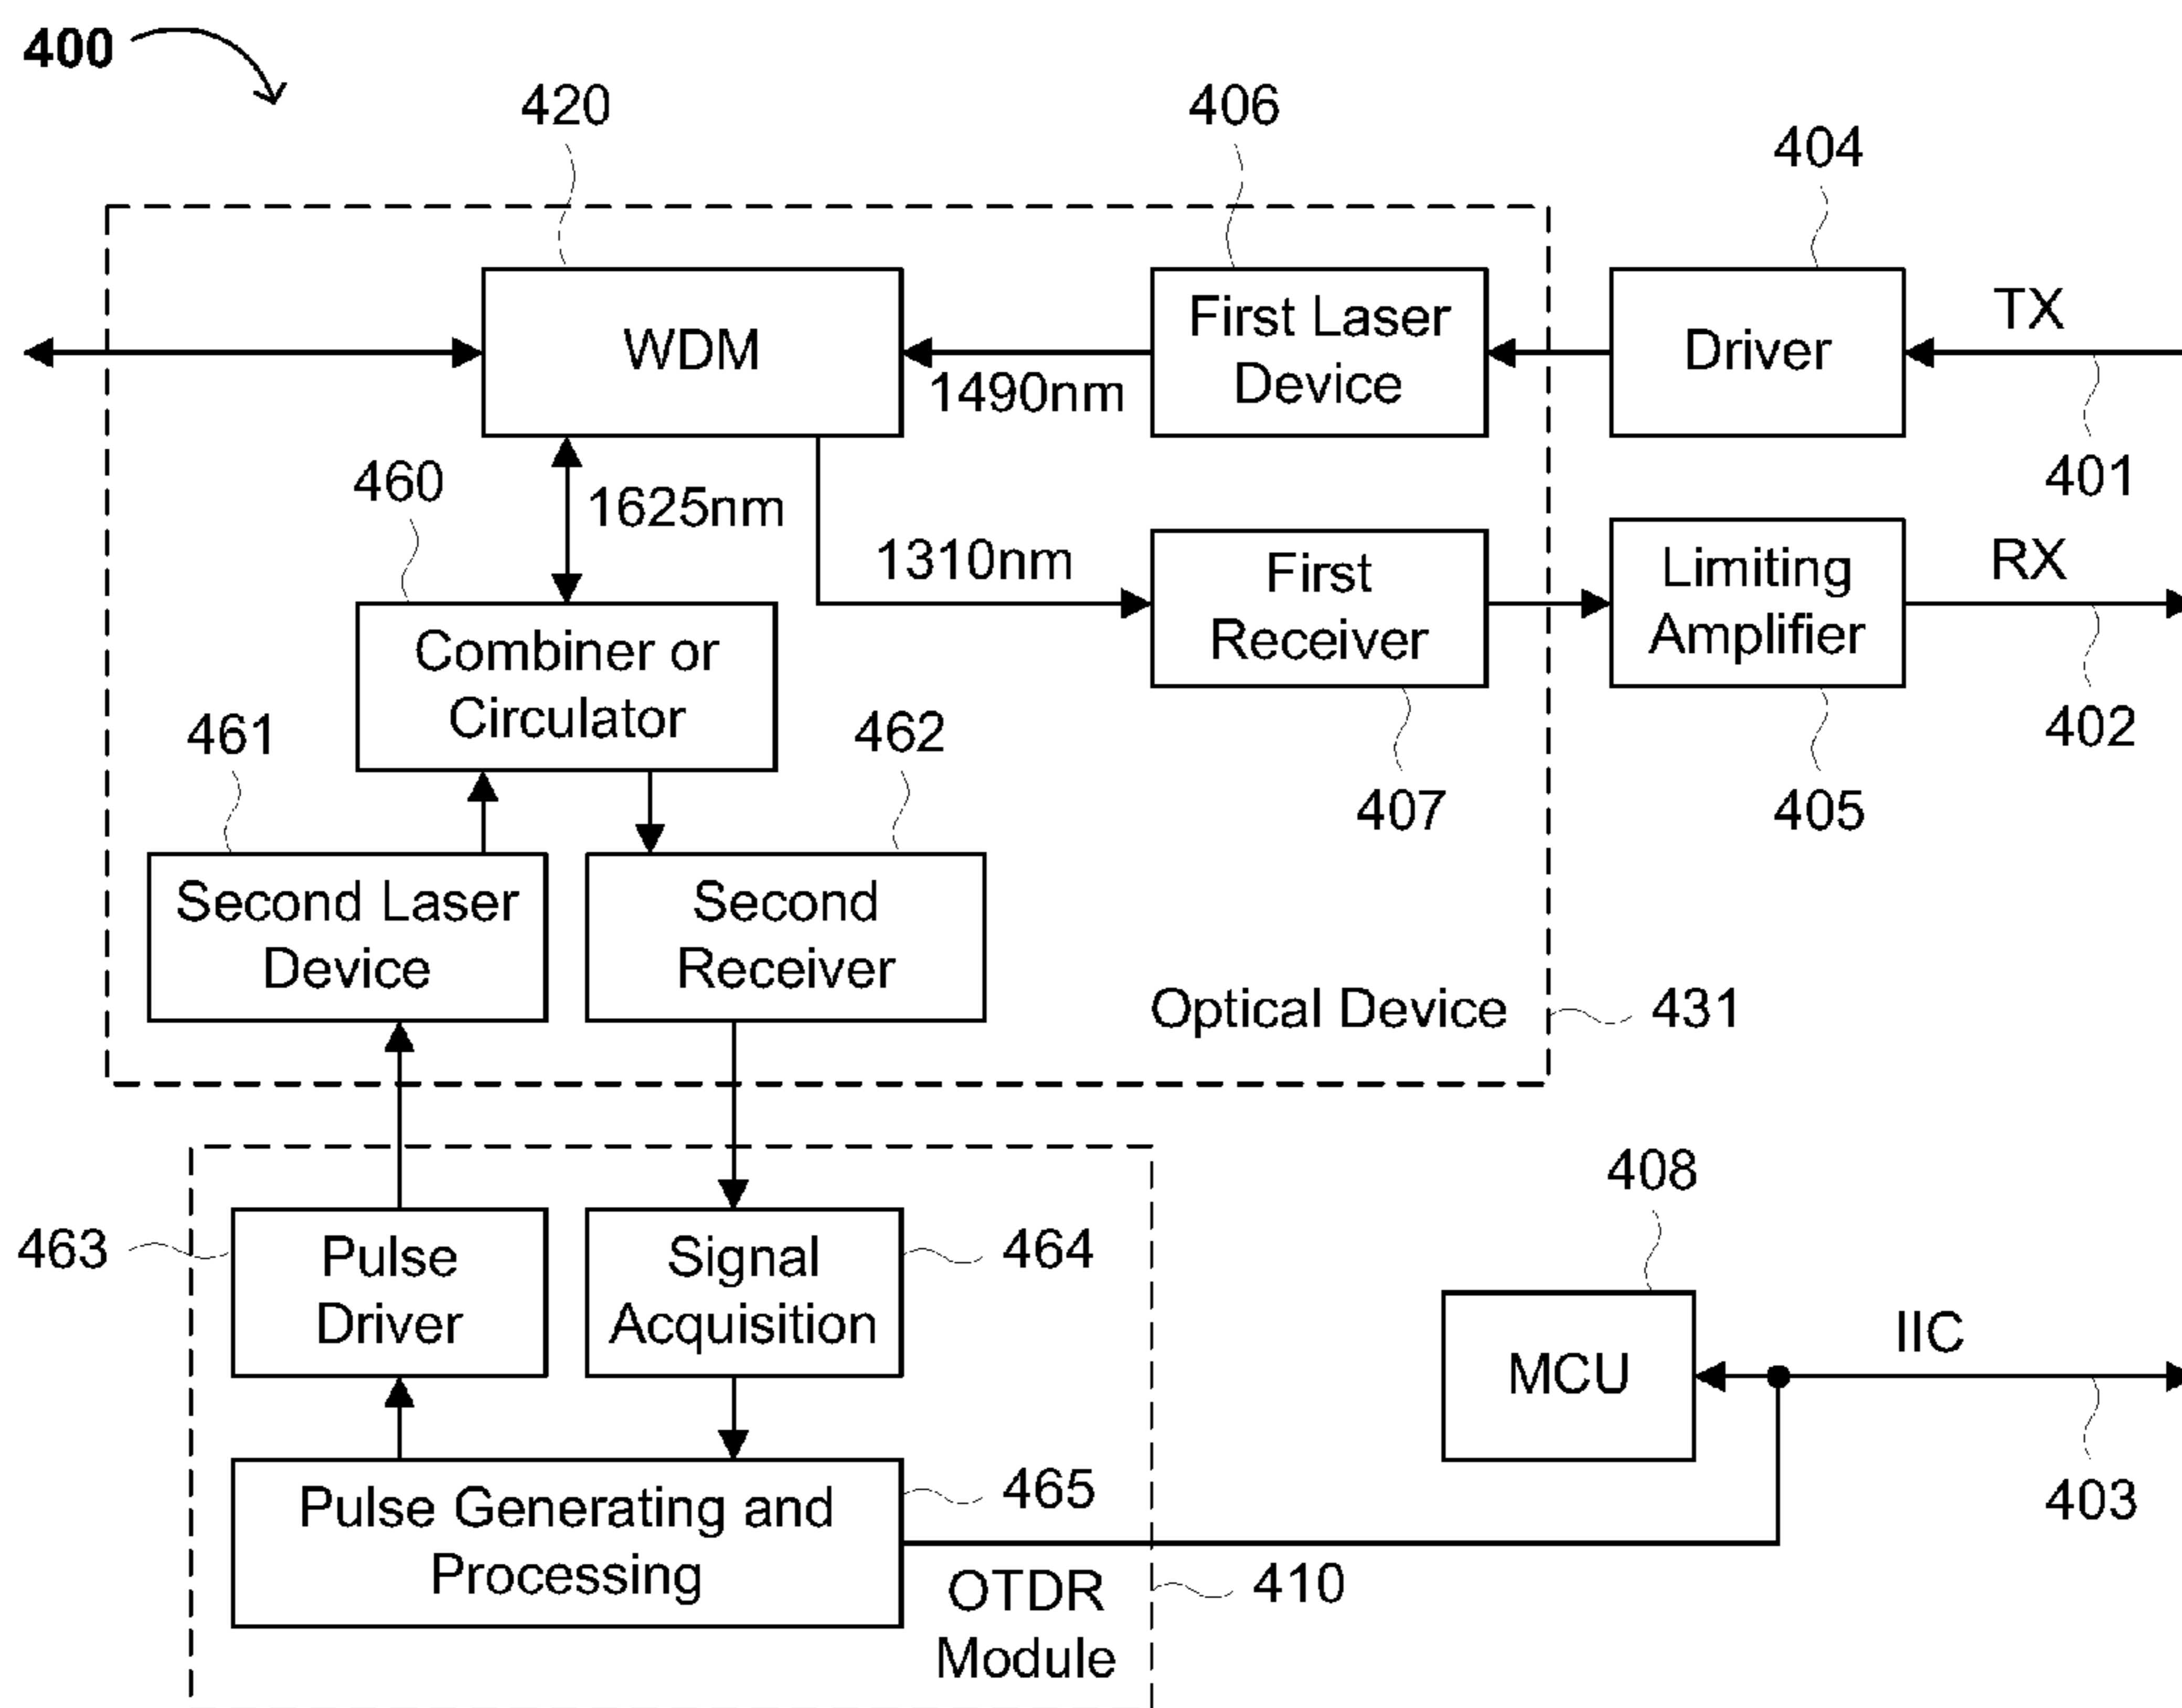 400
420
406
404
WDM
First Laser
Device
Driver
TX
1490nm
401
460
1625nm
1310nm
First
Receiver
Limiting
Amplifier
RX
402
Combiner or
Circulator
461
462
407
405
Second Laser
Device
Second
Receiver
Optical Device
431
408
463
Pulse
Driver
Signal
Acquisition
464
MCU
IIC
403
Pulse Generating and
Processing
465
OTDR
Module
410